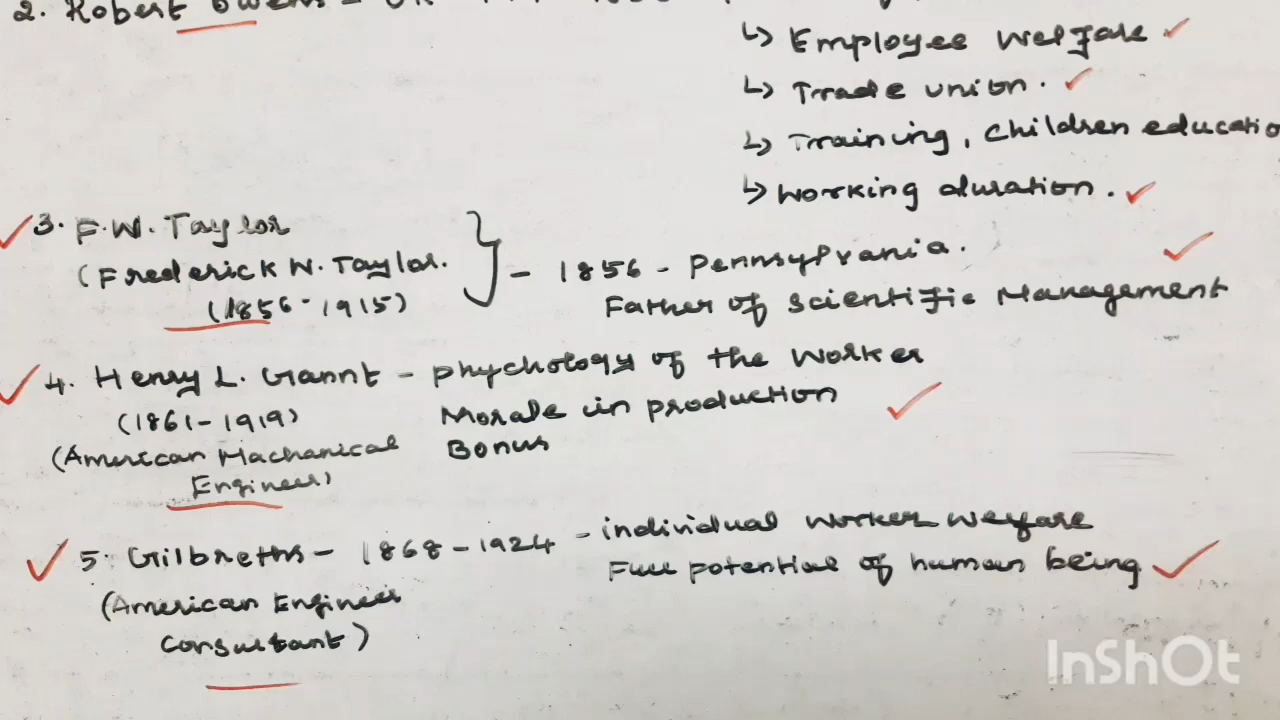 2. Robert Owens -
↳ Employee Welfare ✓
↳ Trade union. ✓
↳ Training, children educatio
↳ Working duration. ✓
✓ 3. F.W. Taylor
(Frederick W. Taylor.
(1856-1915)
} - 1856 - Pennsylvania.
Father of Scientific Management ✓
✓ 4. Henry L. Gannt - Phychology of the Worker
(1861-1919) Morale in production ✓
(American Machanical Bonus
Engineer)
✓ 5. Gilbreths - 1868-1924 - individual worker welfare
Full potential of human being ✓
(American Engineer
Consultant)
InShOt